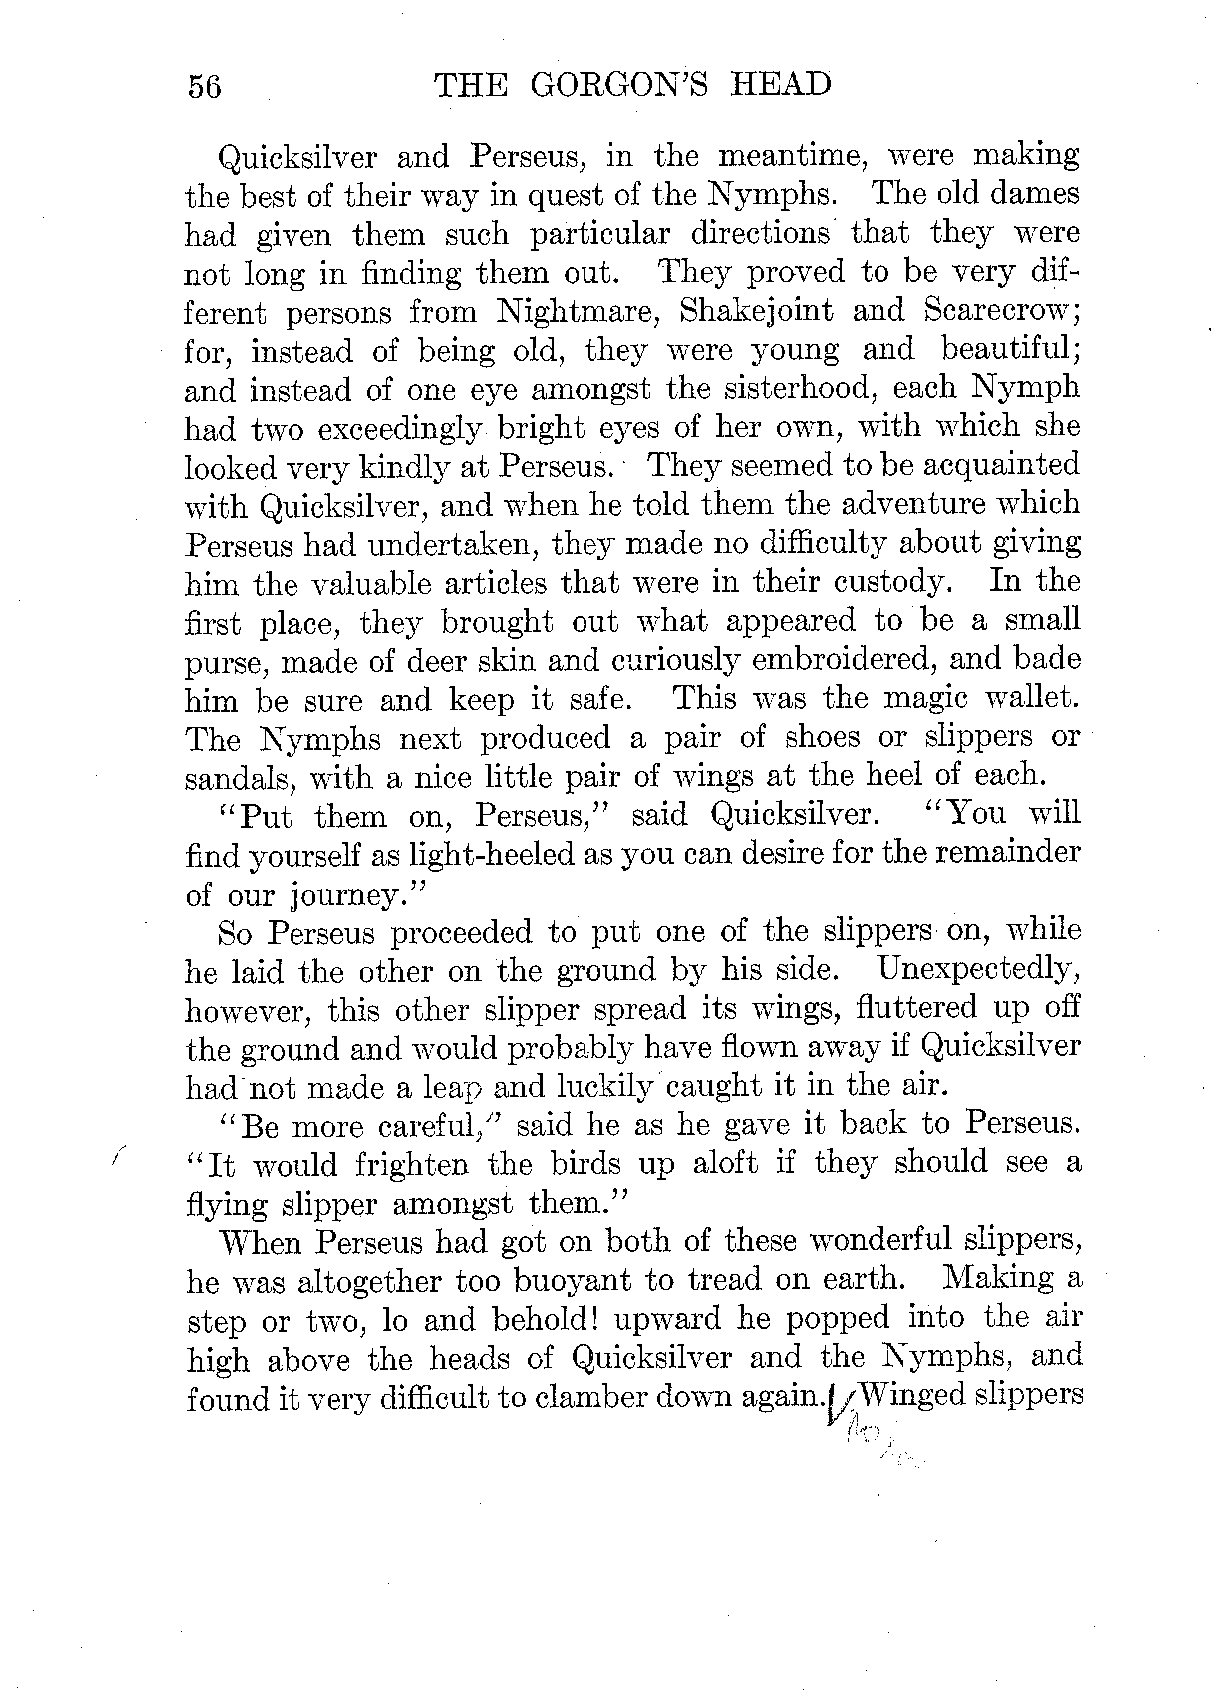 56 THE GORGON'S HEAD
Quicksilver and Perseus, in the meantime, were making
the best of their way in quest of the Nymphs. The old dames
had given them such particular directions that they were
not long in finding them out. They proved to be very dif-
ferent persons from Nightmare, Shakejoint and Scarecrow;
for, instead of being old, they were young and beautiful;
and instead of one eye amongst the sisterhood, each Nymph
had two exceedingly bright eyes of her own, with which she
looked very kindly at Perseus. They seemed to be acquainted
with Quicksilver, and when he told them the adventure which
Perseus had undertaken, they made no difficulty about giving
him the valuable articles that were in their custody. In the
first place, they brought out what appeared to be a small
purse, made of deer skin and curiously embroidered, and bade
him be sure and keep it safe. This was the magic wallet.
The Nymphs next produced a pair of shoes or slippers or
sandals, with a nice little pair of wings at the heel of each.
"Put them on, Perseus," said Quicksilver. "You will
find yourself as light-heeled as you can desire for the remainder
of our journey."
So Perseus proceeded to put one of the slippers on, while
he laid the other on the ground by his side. Unexpectedly,
however, this other slipper spread its wings, fluttered up off
the ground and would probably have flown away if Quicksilver
had not made a leap and luckily caught it in the air.
"Be more careful," said he as he gave it back to Perseus.
"It would frighten the birds up aloft if they should see a
flying slipper amongst them."
When Perseus had got on both of these wonderful slippers,
he was altogether too buoyant to tread on earth. Making a
step or two, lo and behold! upward he popped into the air
high above the heads of Quicksilver and the Nymphs, and
found it very difficult to clamber down again. Winged slippers